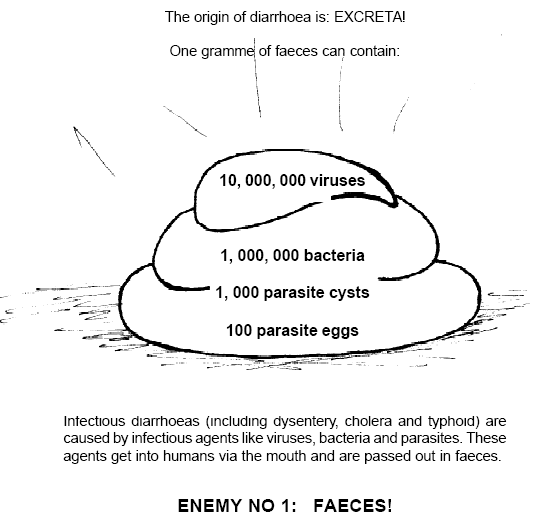 The origin of diarrhoea is: EXCRETA!
One gramme of faeces can contain:
10, 000, 000 viruses
1, 000, 000 bacteria
1, 000 parasite cysts
100 parasite eggs
Infectious diarrhoeas (including dysentery, cholera and typhoid) are
caused by infectious agents like viruses, bacteria and parasites. These
agents get into humans via the mouth and are passed out in faeces.
ENEMY NO 1: FAECES!